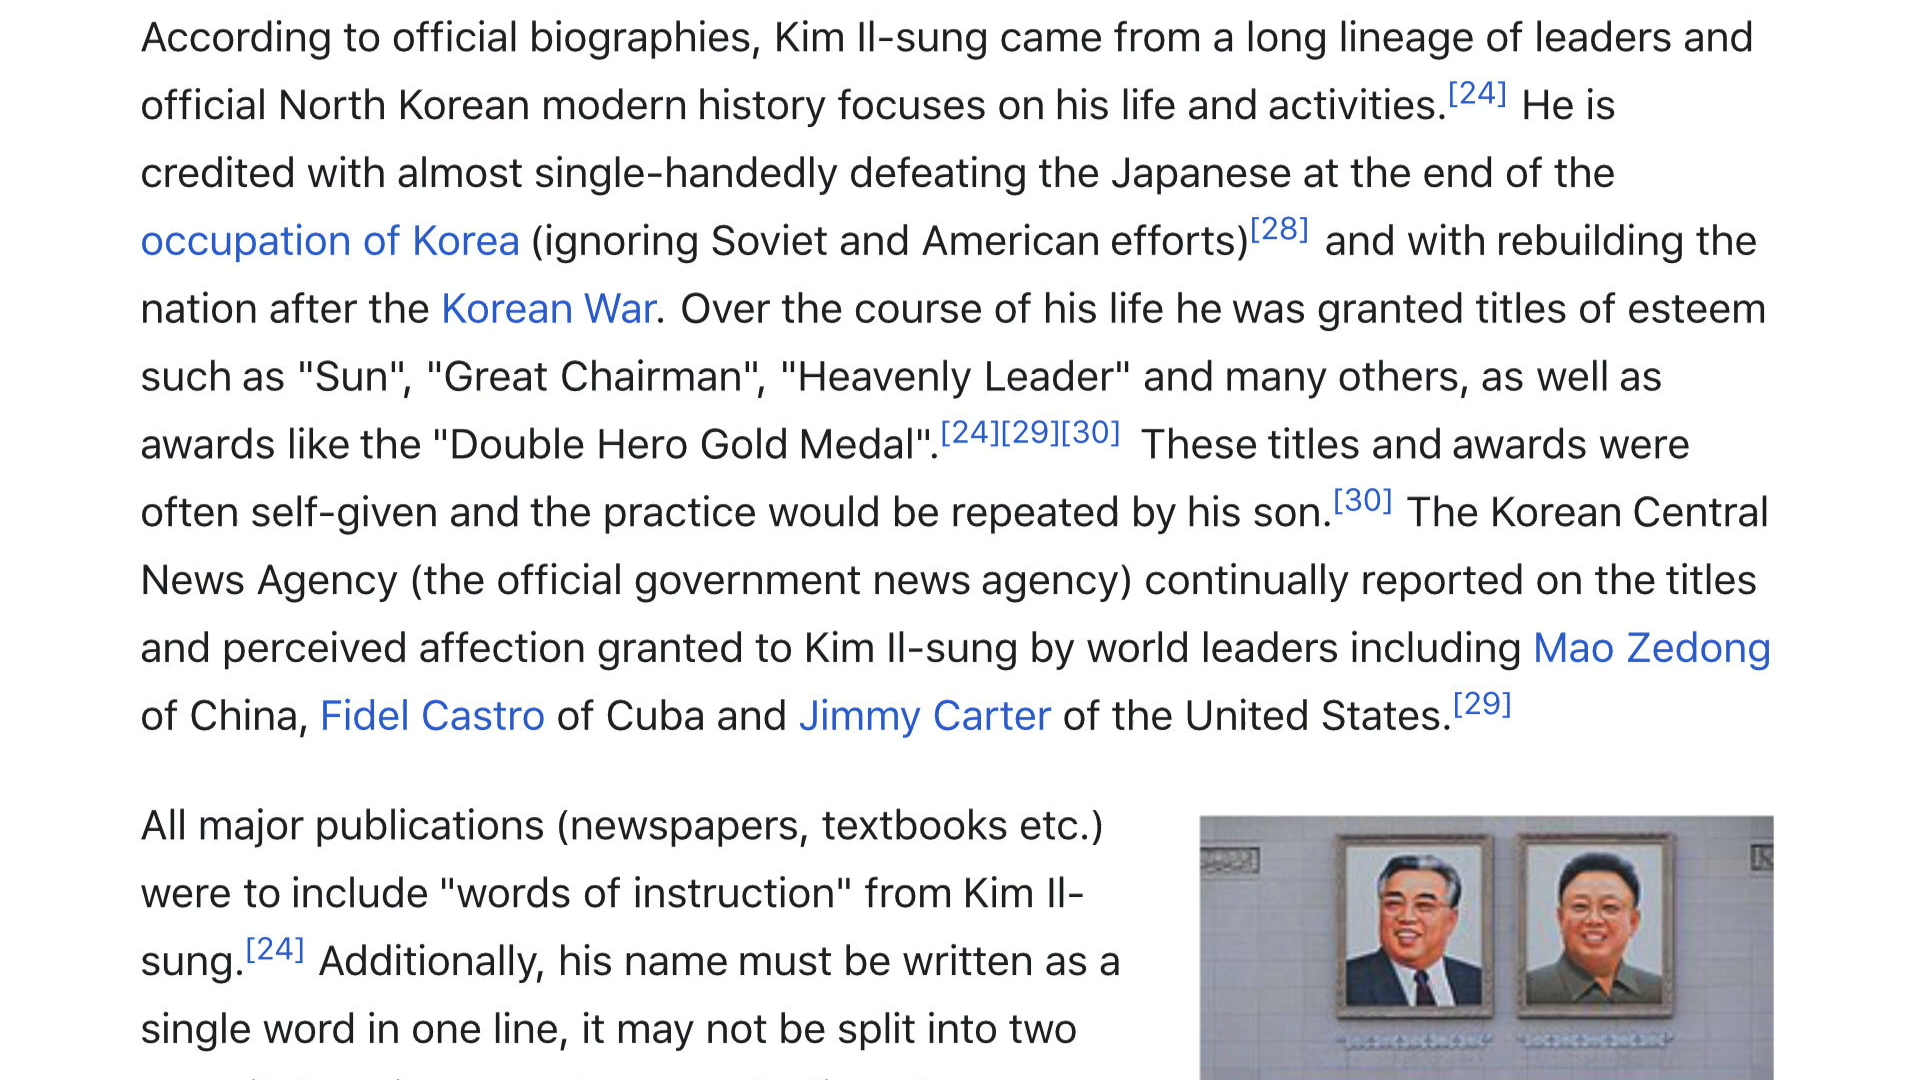 According to official biographies, Kim Il-sung came from a long lineage of leaders and
official North Korean modern history focuses on his life and activities.[24] He is
credited with almost single-handedly defeating the Japanese at the end of the
occupation of Korea (ignoring Soviet and American efforts)[28] and with rebuilding the
nation after the Korean War. Over the course of his life he was granted titles of esteem
such as "Sun", "Great Chairman", "Heavenly Leader" and many others, as well as
awards like the "Double Hero Gold Medal".[24][29][30] These titles and awards were
often self-given and the practice would be repeated by his son.[30] The Korean Central
News Agency (the official government news agency) continually reported on the titles
and perceived affection granted to Kim Il-sung by world leaders including Mao Zedong
of China, Fidel Castro of Cuba and Jimmy Carter of the United States.[29]
All major publications (newspapers, textbooks etc.)
were to include "words of instruction" from Kim Il-
sung.[24] Additionally, his name must be written as a
single word in one line, it may not be split into two